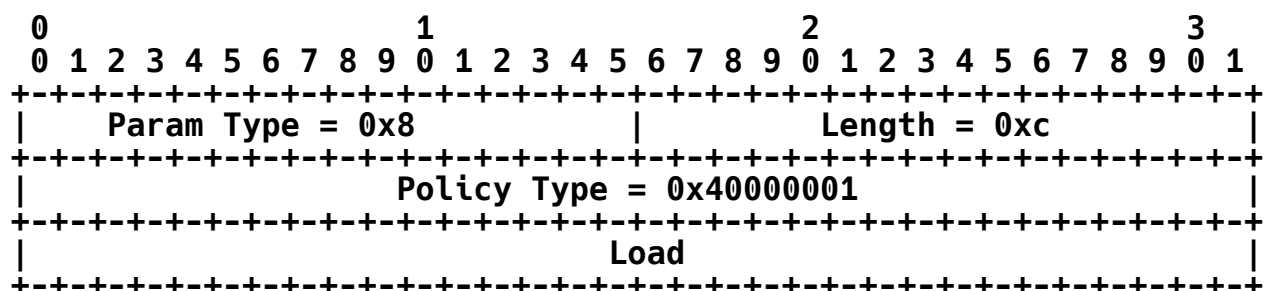 0                   1                   2                   3
 0 1 2 3 4 5 6 7 8 9 0 1 2 3 4 5 6 7 8 9 0 1 2 3 4 5 6 7 8 9 0 1
+-+-+-+-+-+-+-+-+-+-+-+-+-+-+-+-+-+-+-+-+-+-+-+-+-+-+-+-+-+-+-+-+
|    Param Type = 0x8           |         Length = 0xc          |
+-+-+-+-+-+-+-+-+-+-+-+-+-+-+-+-+-+-+-+-+-+-+-+-+-+-+-+-+-+-+-+-+
|                   Policy Type = 0x40000001                    |
+-+-+-+-+-+-+-+-+-+-+-+-+-+-+-+-+-+-+-+-+-+-+-+-+-+-+-+-+-+-+-+-+
|                              Load                             |
+-+-+-+-+-+-+-+-+-+-+-+-+-+-+-+-+-+-+-+-+-+-+-+-+-+-+-+-+-+-+-+-+